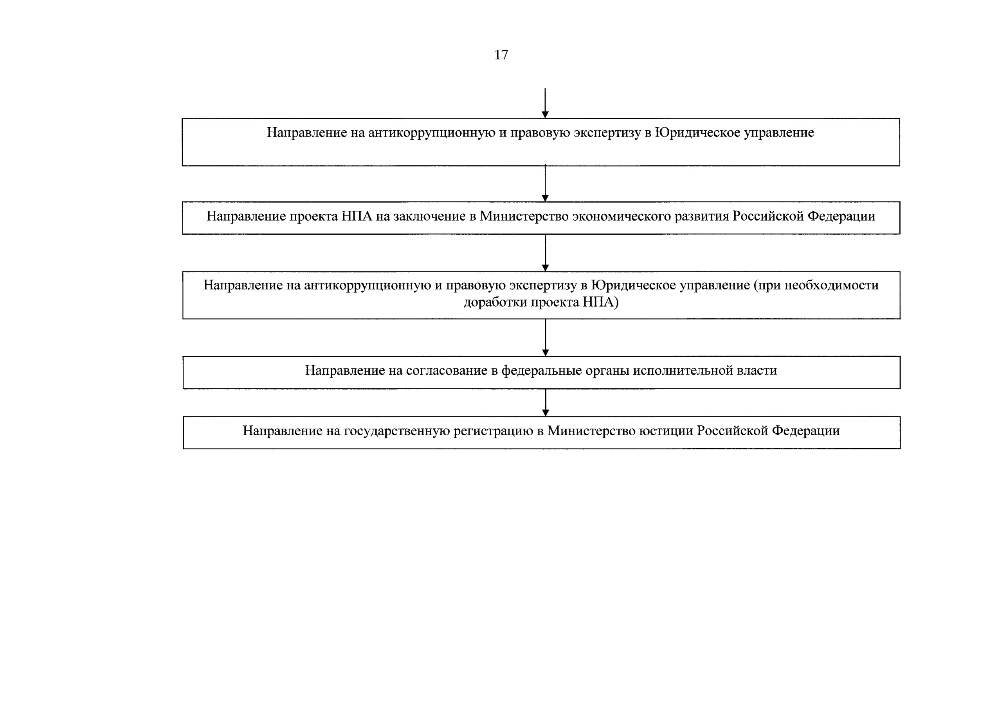 17
Направление на антикоррупционную и правовую экспертизу в Юридическое управление
Направление проекта НПА на заключение в Министерство экономического развития Российской Федерации
Направление на антикоррупционную и правовую экспертизу в Юридическое управление (при необходимости
доработки проекта НПА)
Направление на согласование в федеральные органы исполнительной власти
Направление на государственную регистрацию в Министерство юстиции Российской Федерации